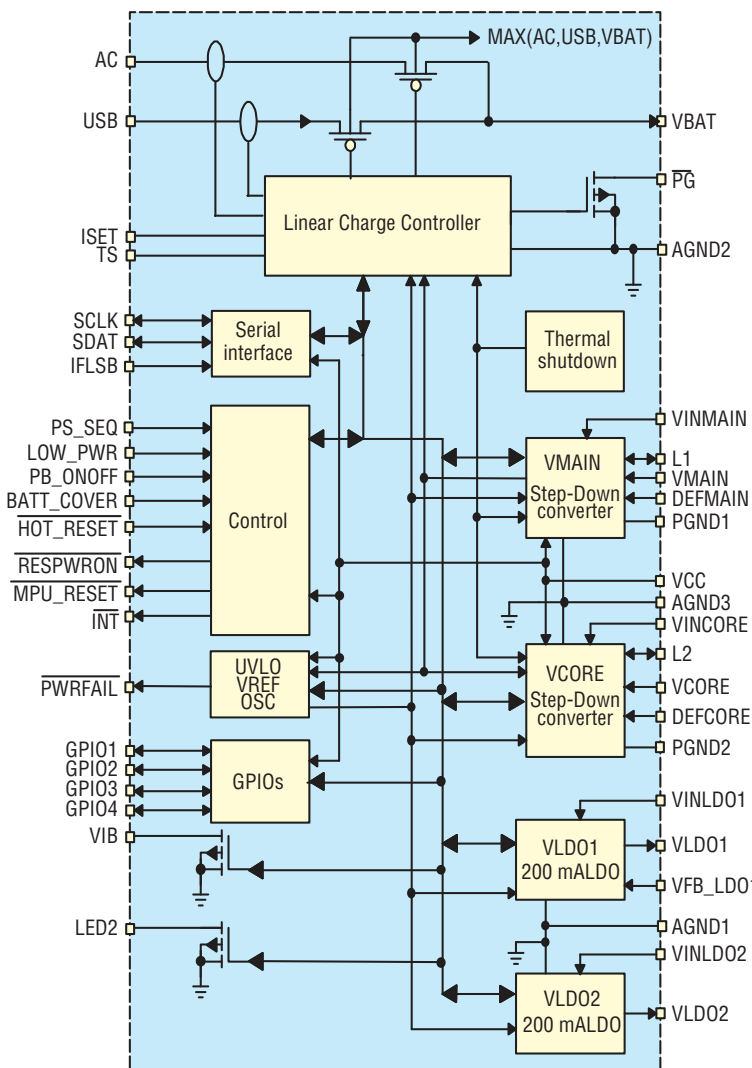 MAX(AC,USB,VBAT)
AC
USB
VBAT
PG
Linear Charge Controller
ISET
TS
AGND2
SCLK
SDAT
IFLSB
Serial
interface
Thermal
shutdown
PS_SEQ
LOW_PWR
PB_ONOFF
BATT_COVER
HOT_RESET
RESPWRON
MPU_RESET
INT
Control
VINMAIN
VMAIN
Step-Down
converter
L1
VMAIN
DEFMAIN
PGND1
VCC
AGND3
VINCORE
PWRFAIL
UVLO
VREF
OSC
VCORE
Step-Down
converter
L2
VCORE
DEFCORE
PGND2
GPIO1
GPIO2
GPIO3
GPIO4
GPIOs
VIB
VINLDO1
VLDO1
200 mALDO
VLDO1
VFB_LDO1
LED2
AGND1
VINLDO2
VLDO2
200 mALDO
VLDO2